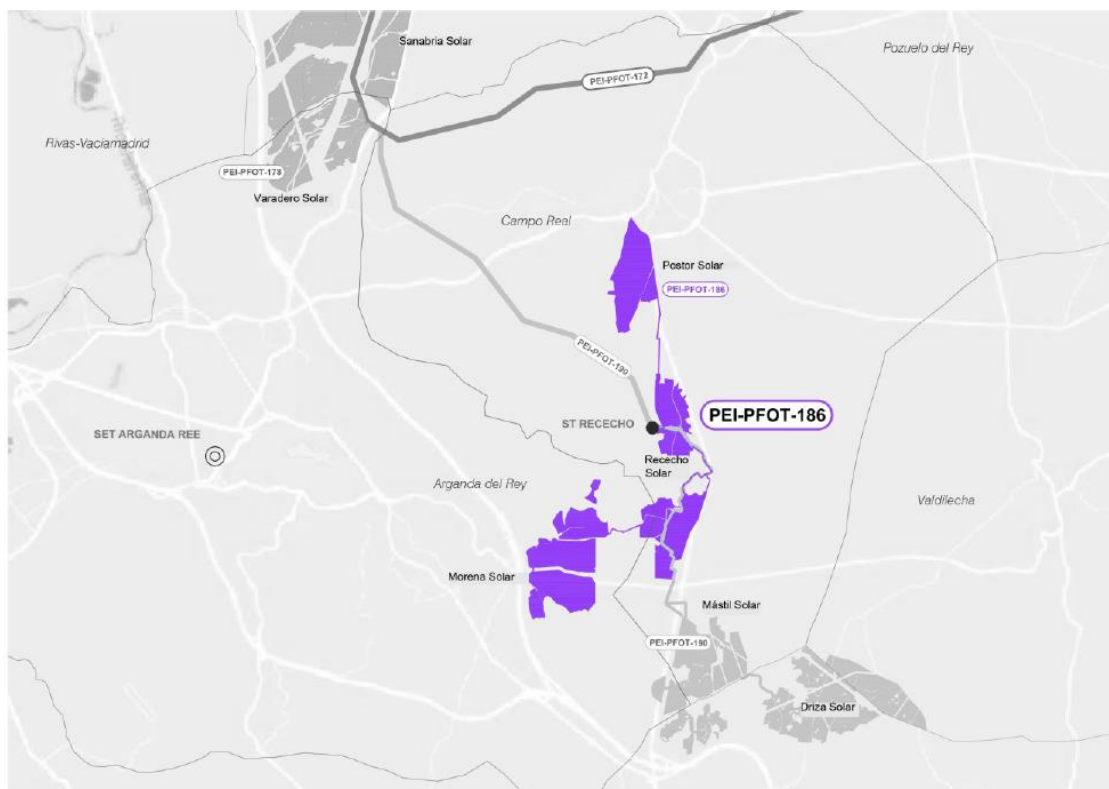 Sanabria Solar
Pozuelo del Rey
PEI-PFOT-172
Rivas-Vaciamadrid
PEI-PFOT-178
Varadero Solar
Campo Real
Postor Solar
PEI-PFOT-186
PEI-PFOT-190
PEI-PFOT-186
ST RECECHO
SET ARGANDA REE
Rececho
Solar
Arganda del Rey
Valdilecha
Morena Solar
Mástil Solar
PEI-PFOT-190
Driza Solar